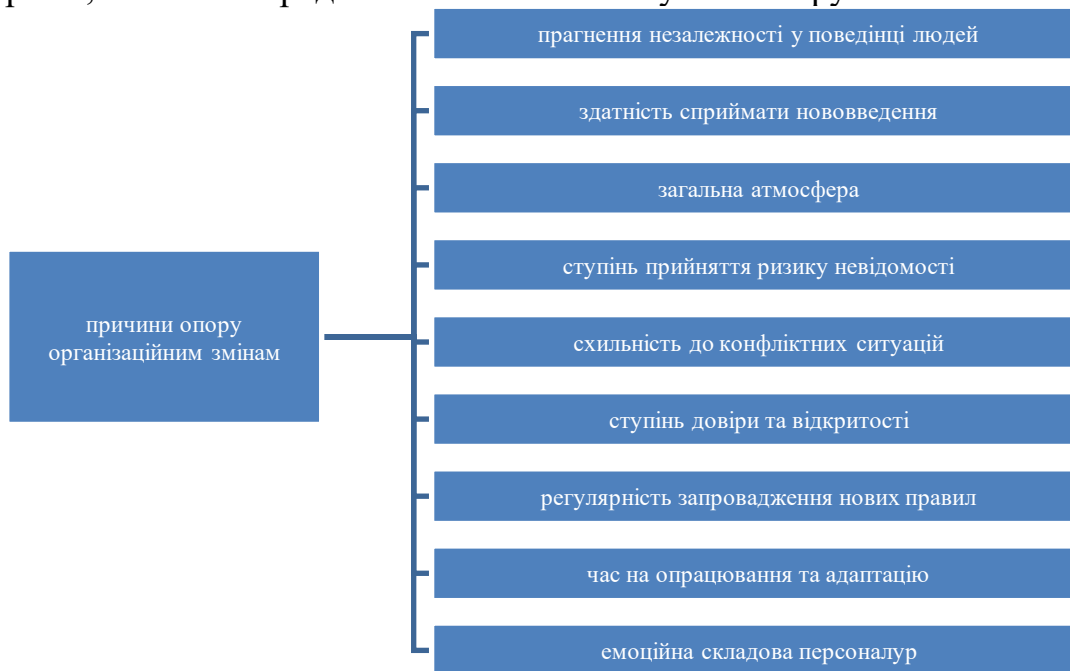 прагнення незалежності у поведінці людей
здатність сприймати нововведення
загальна атмосфера
ступінь прийняття ризику невідомості
причини опору
організаційним змінам
схильність до конфліктних ситуацій
ступінь довіри та відкритості
регулярність запровадження нових правил
час на опрацювання та адаптацію
емоційна складова персоналур